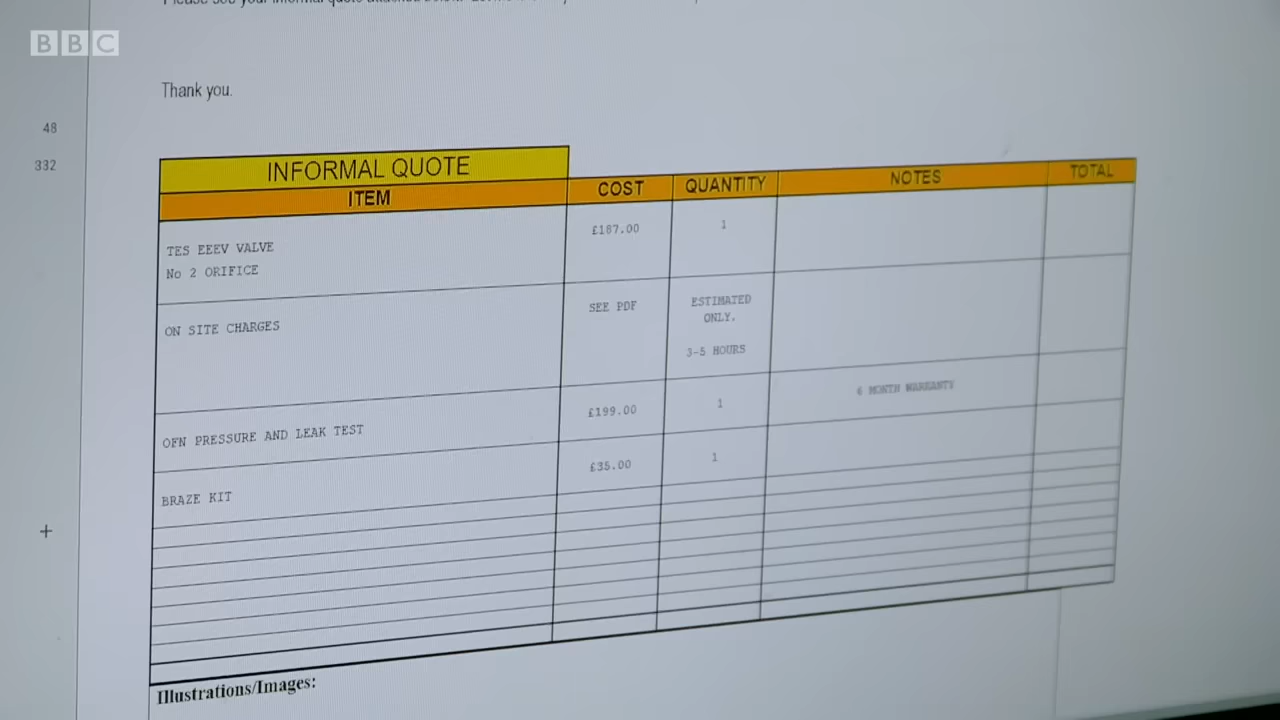 BBC
Thank you.
48
332
INFORMAL QUOTE
ITEM COST QUANTITY NOTES TOTAL
TES EEEV VALVE £187.00 1
No 2 ORIFICE
ON SITE CHARGES SEE PDF ESTIMATED
ONLY.
3-5 HOURS
OFN PRESSURE AND LEAK TEST £199.00 1 MONTH WARRANTY
BRAZE KIT £35.00 1
+
Illustrations/Images: